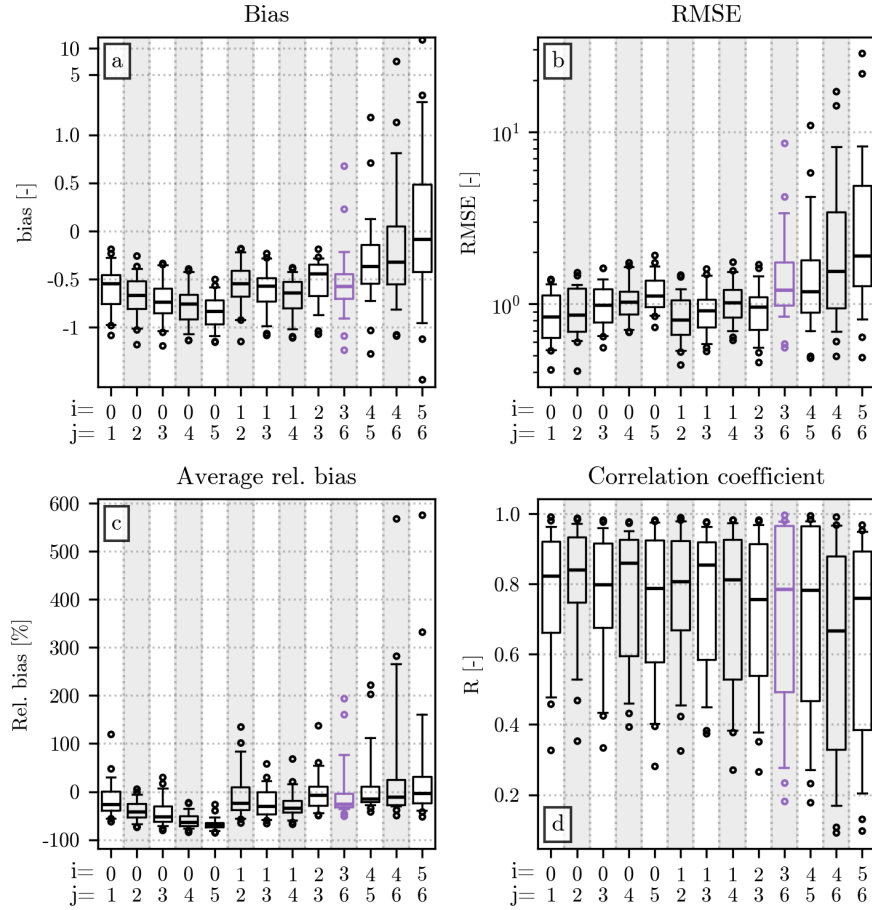 Bias
RMSE
a
b
10
5
1.0
0.5
0
-0.5
-1
bias [-]
10¹
10⁰
RMSE [-]
i= 0 0 0 0 0 1 1 1 2 3 4 4 5
j= 1 2 3 4 5 2 3 4 3 6 5 6 6
i= 0 0 0 0 0 1 1 1 2 3 4 4 5
j= 1 2 3 4 5 2 3 4 3 6 5 6 6
Average rel. bias
Correlation coefficient
c
d
600
500
400
300
200
100
0
-100
Rel. bias [%]
1.0
0.8
0.6
0.4
0.2
R [-]
i= 0 0 0 0 0 1 1 1 2 3 4 4 5
j= 1 2 3 4 5 2 3 4 3 6 5 6 6
i= 0 0 0 0 0 1 1 1 2 3 4 4 5
j= 1 2 3 4 5 2 3 4 3 6 5 6 6